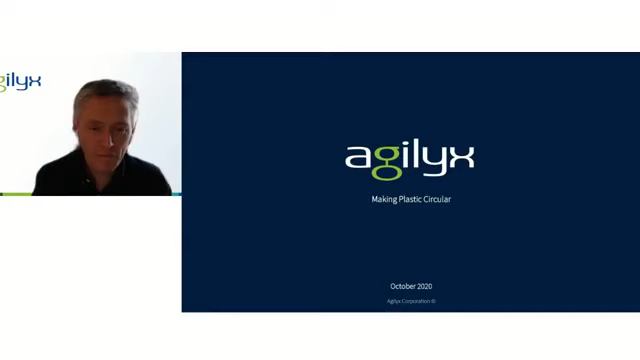 gilyx
agilyx
Making Plastic Circular
October 2020
Agilyx Corporation ©